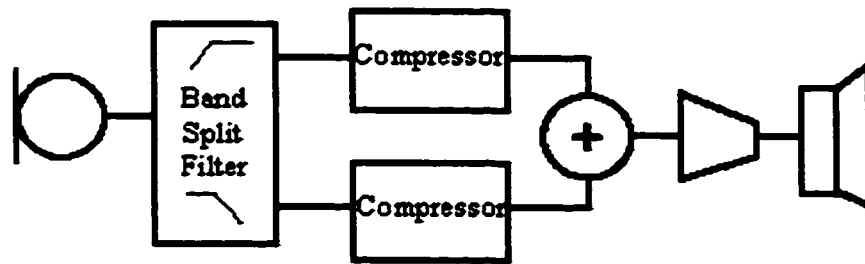 Compressor
Band
Split
Filter
+
Compressor